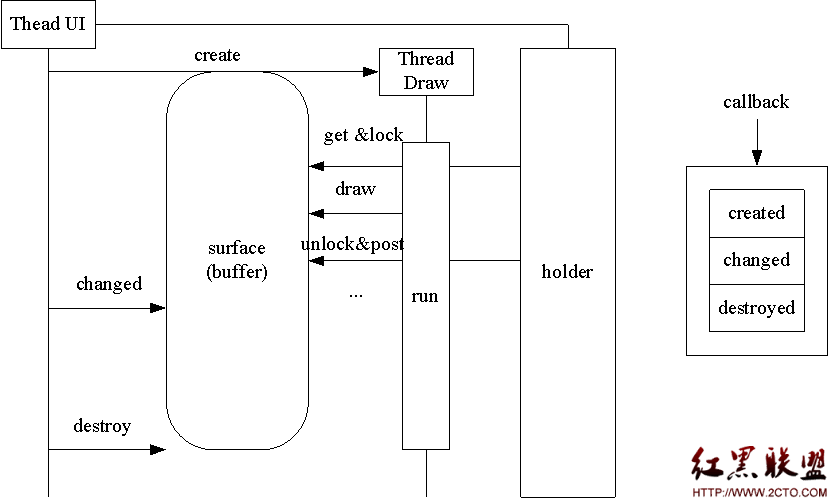 Thead UI
create
Thread
Draw
callback
get &lock
draw
created
unlock&post
surface
(buffer)
changed
holder
changed
...
run
destroyed
destroy
红黑联盟
HTTP://WWW.2CTO.COM